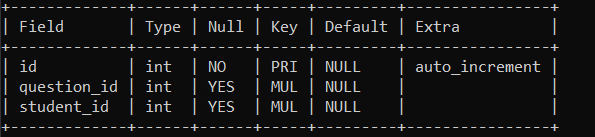 +-------------+------+------+-----+---------+----------------+
| Field       | Type | Null | Key | Default | Extra          |
+-------------+------+------+-----+---------+----------------+
| id          | int  | NO   | PRI | NULL    | auto_increment |
| question_id | int  | YES  | MUL | NULL    |                |
| student_id  | int  | YES  | MUL | NULL    |                |
+-------------+------+------+-----+---------+----------------+